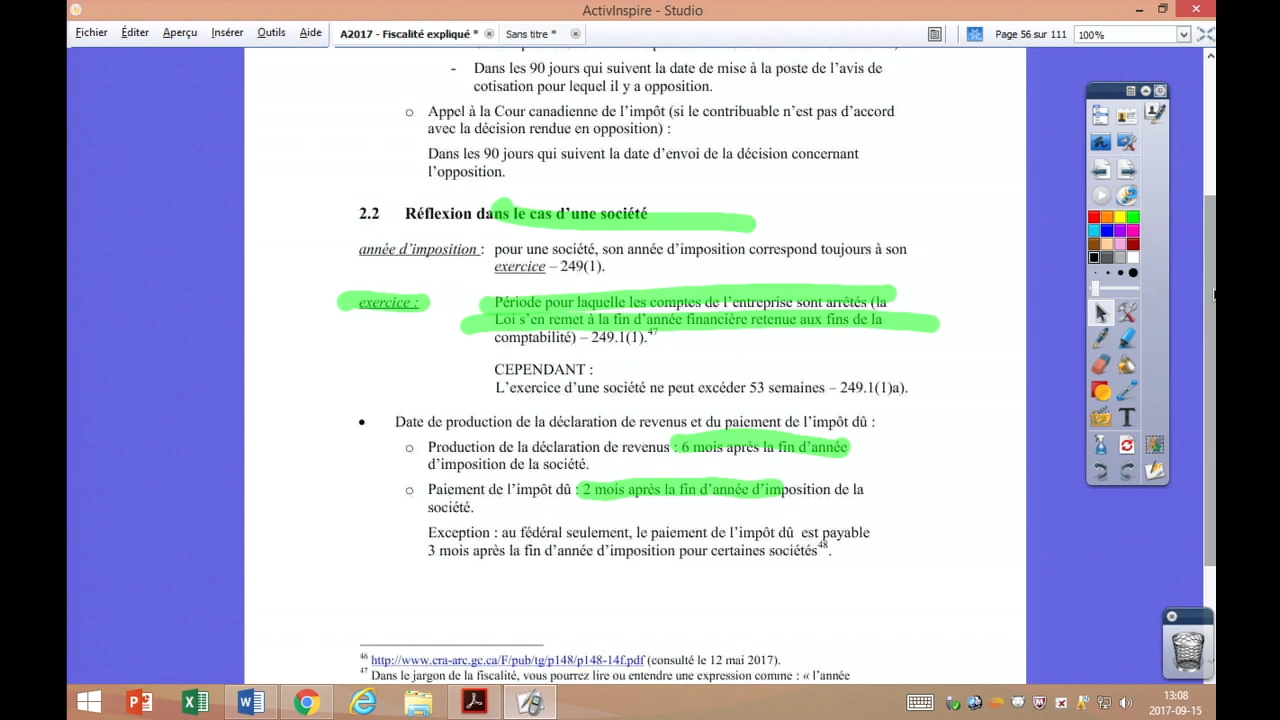 ActivInspire - Studio
Fichier Éditer Aperçu Insérer Outils Aide A2017 - Fiscalité expliqué * Sans titre * Page 56 sur 111 100%
- Dans les 90 jours qui suivent la date de mise à la poste de l'avis de
cotisation pour lequel il y a opposition.
o Appel à la Cour canadienne de l'impôt (si le contribuable n'est pas d'accord
avec la décision rendue en opposition) :
Dans les 90 jours qui suivent la date d'envoi de la décision concernant
l'opposition.
2.2 Réflexion dans le cas d'une société
année d'imposition : pour une société, son année d'imposition correspond toujours à son
exercice – 249(1).
exercice : Période pour laquelle les comptes de l'entreprise sont arrêtés (la
Loi s'en remet à la fin d'année financière retenue aux fins de la
comptabilité) – 249.1(1).47
CEPENDANT :
L'exercice d'une société ne peut excéder 53 semaines – 249.1(1)a).
• Date de production de la déclaration de revenus et du paiement de l'impôt dû :
o Production de la déclaration de revenus : 6 mois après la fin d'année
d'imposition de la société.
o Paiement de l'impôt dû : 2 mois après la fin d'année d'imposition de la
société.
Exception : au fédéral seulement, le paiement de l'impôt dû est payable
3 mois après la fin d'année d'imposition pour certaines sociétés48.
46 http://www.cra-arc.gc.ca/F/pub/tg/p148/p148-14f.pdf (consulté le 12 mai 2017).
47 Dans le jargon de la fiscalité, vous pourrez lire ou entendre une expression comme : « l'année
13:08
2017-09-15